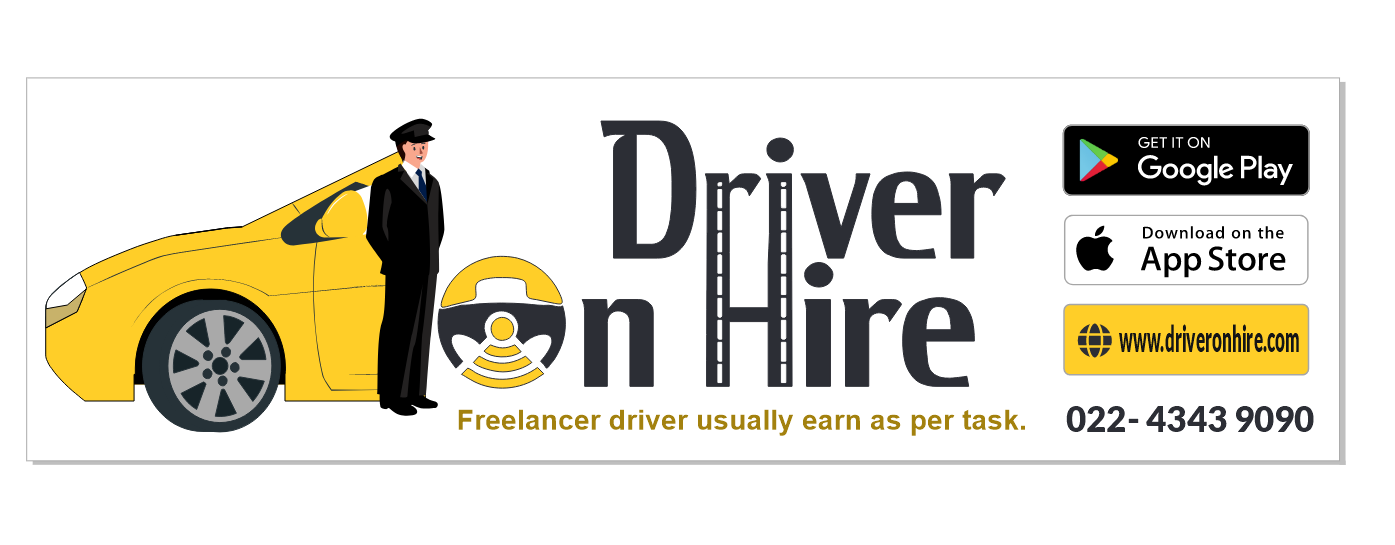 Driver
On Hire
Freelancer driver usually earn as per task.
GET IT ON
Google Play
Download on the
App Store
www.driveronhire.com
022- 4343 9090